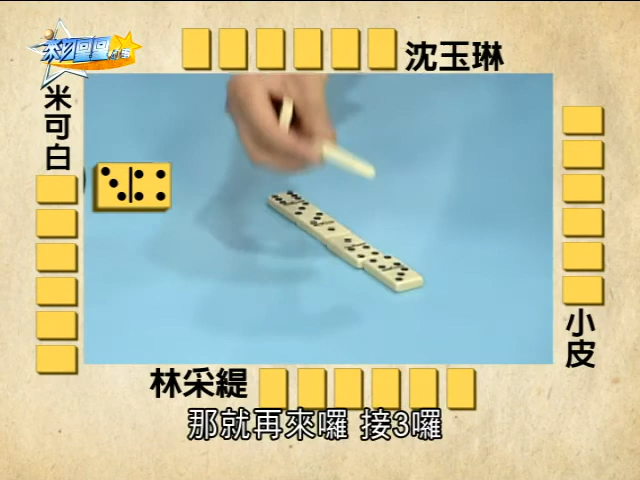 沈玉琳
米可白
小皮
林采緹
那就再來囉 接3囉